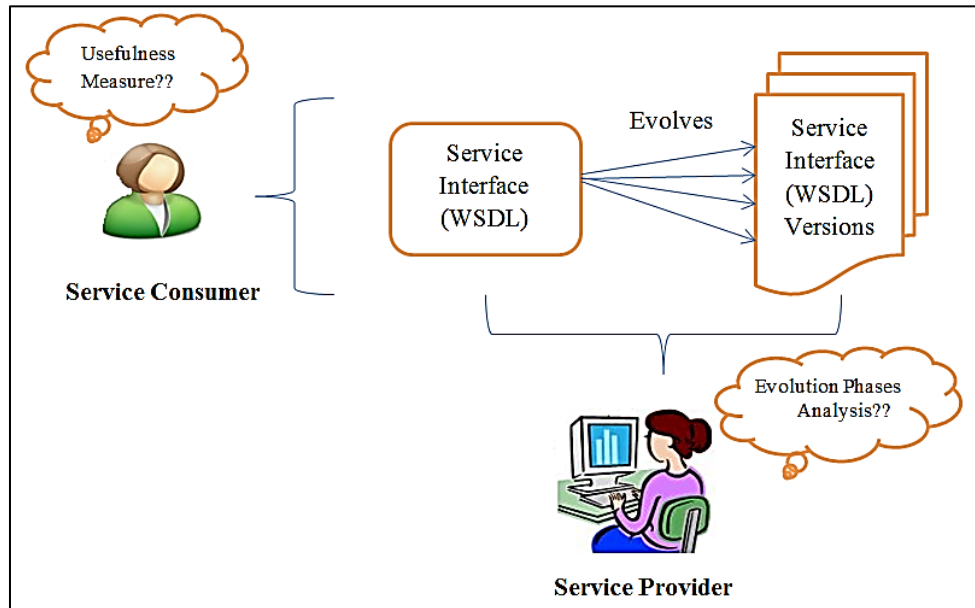 Usefulness
Measure??
Service Consumer
Service
Interface
(WSDL)
Evolves
Service
Interface
(WSDL)
Versions
Evolution Phases
Analysis??
Service Provider